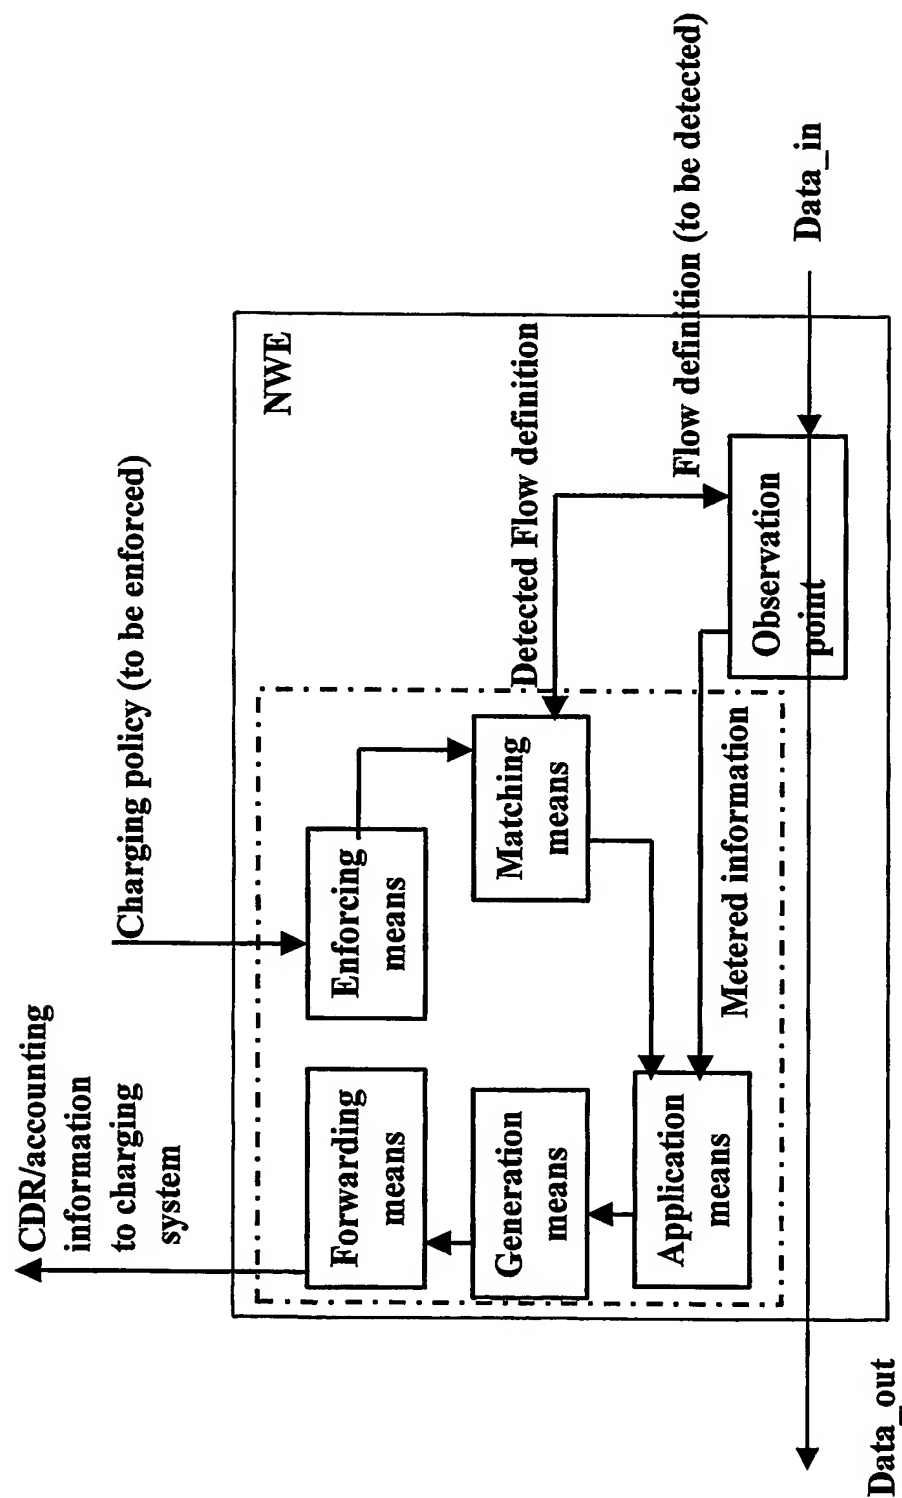 CDR/accounting
information
to charging
system
Charging policy (to be enforced)
NWE
Forwarding
means
Enforcing
means
Generation
means
Matching
means
Detected Flow definition
Application
means
Metered information
Flow definition (to be detected)
Observation
point
Data_in
Data_out